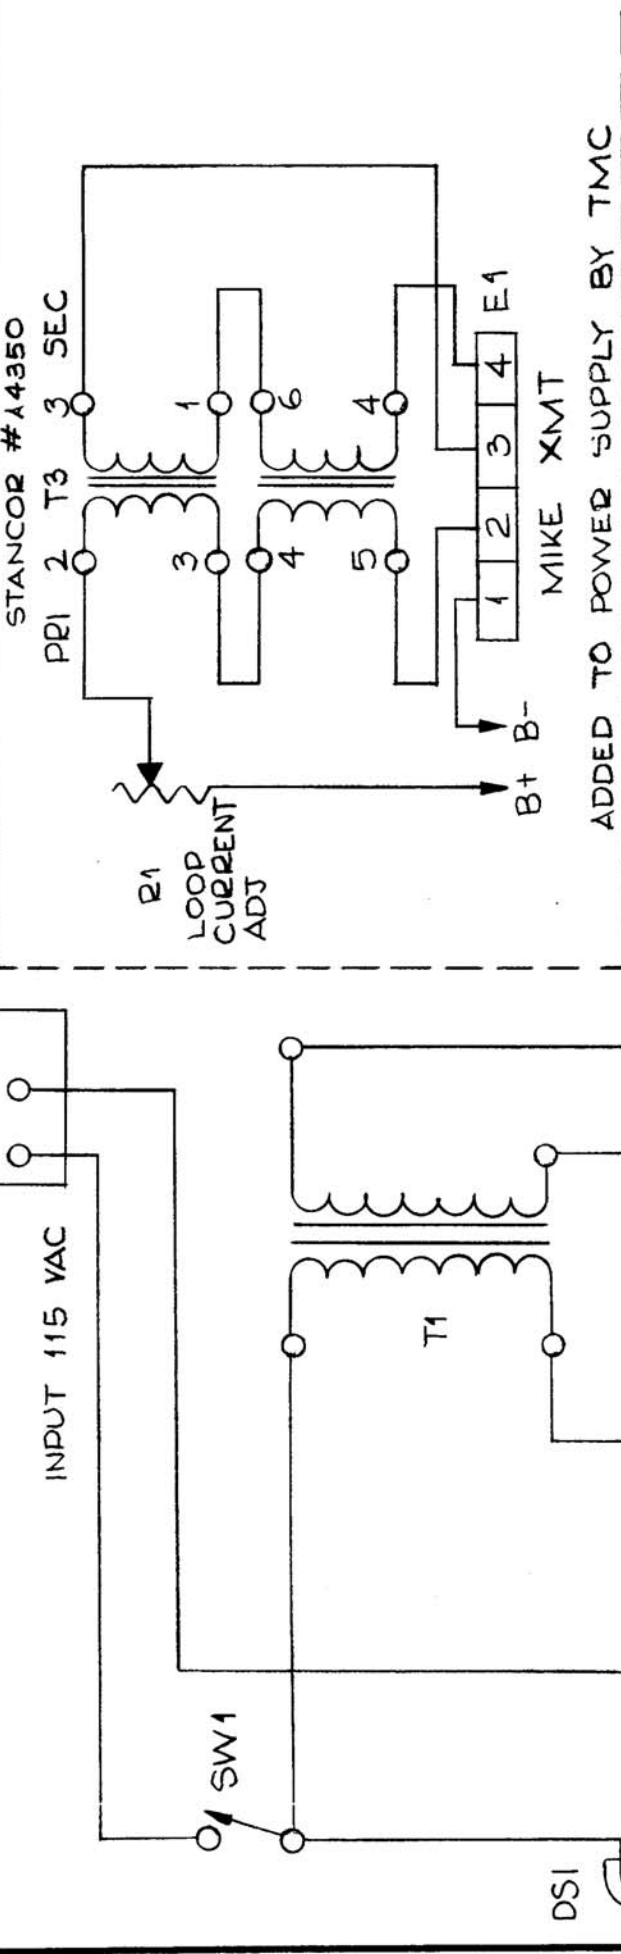 STANCOR #A4350
PRI 2 T3 3 SEC
3 1
4 6
5 4
1 2 3 4 E1
MIKE XMT
R1
LOOP
CURRENT
ADJ
B+ B-
ADDED TO POWER SUPPLY BY TMC
INPUT 115 VAC
SW1
T1
DS1